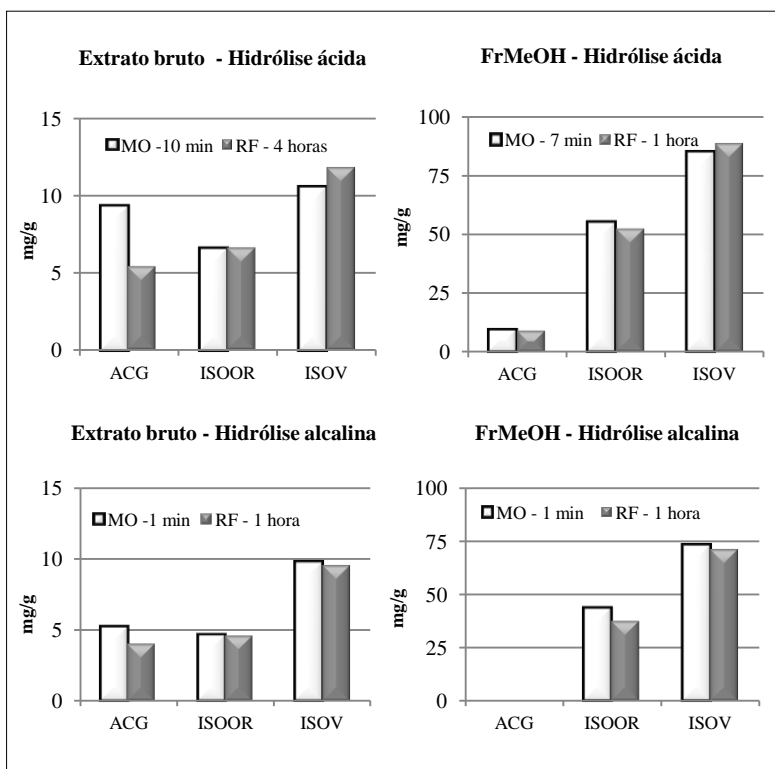 Extrato bruto - Hidrólise ácida
15
10
5
0
mg/g
MO -10 min
RF - 4 horas
ACG
ISOOR
ISOV
FrMeOH - Hidrólise ácida
100
75
50
25
0
mg/g
MO - 7 min
RF - 1 hora
ACG
ISOOR
ISOV
Extrato bruto - Hidrólise alcalina
15
10
5
0
mg/g
MO -1 min
RF - 1 hora
ACG
ISOOR
ISOV
FrMeOH - Hidrólise alcalina
100
75
50
25
0
mg/g
MO - 1 min
RF - 1 hora
ACG
ISOOR
ISOV